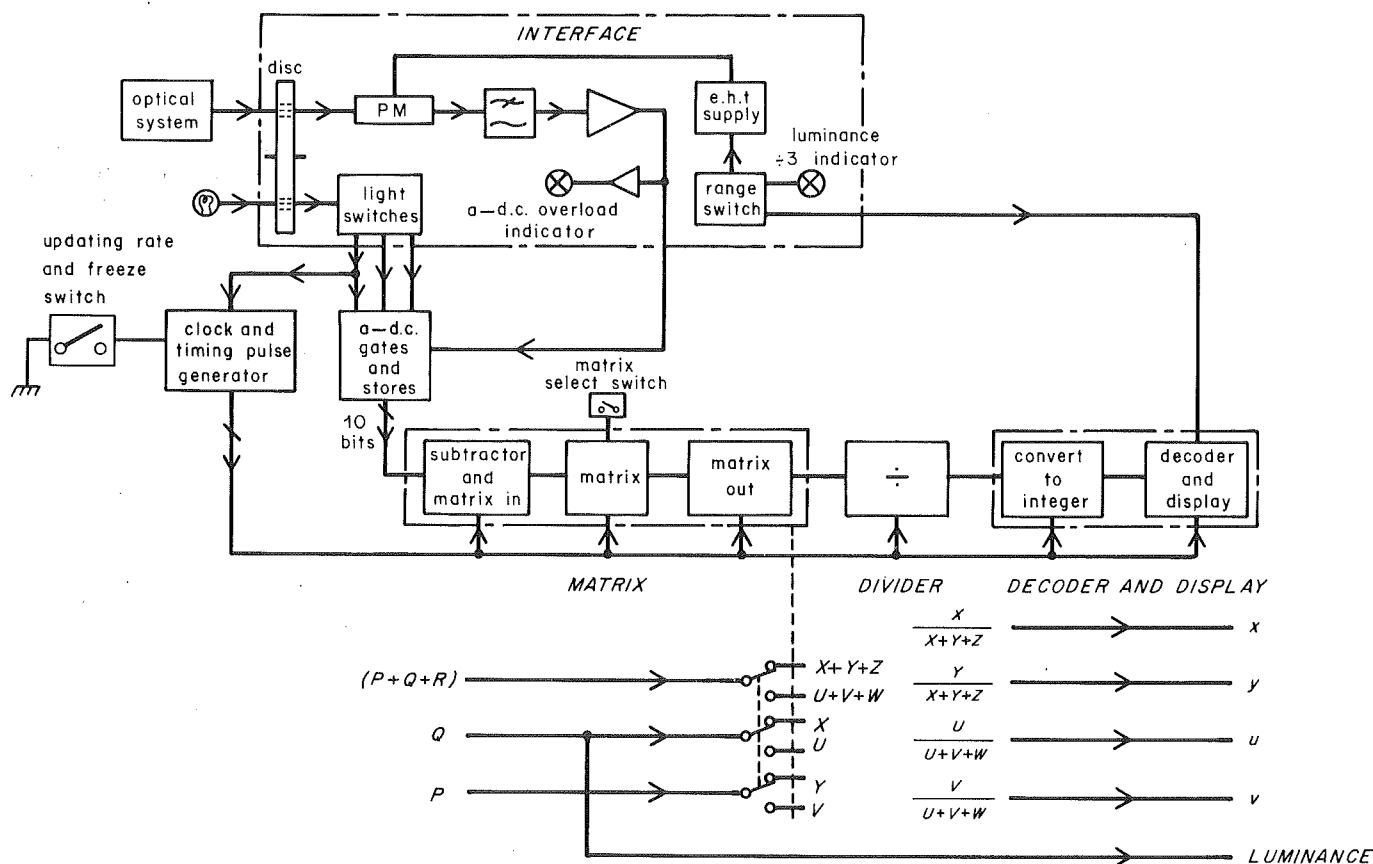 INTERFACE
disc
optical
system
PM
e.h.t
supply
luminance
÷3 indicator
range
switch
light
switches
a–d.c. overload
indicator
updating rate
and freeze
switch
clock and
timing pulse
generator
a–d.c.
gates
and
stores
matrix
select switch
10
bits
subtractor
and
matrix in
matrix
matrix
out
÷
convert
to
integer
decoder
and
display
MATRIX
DIVIDER
DECODER AND DISPLAY
X
X+Y+Z
x
(P+Q+R)
X+Y+Z
U+V+W
Y
X+Y+Z
y
Q
X
U
U
U+V+W
u
P
Y
V
V
U+V+W
v
LUMINANCE